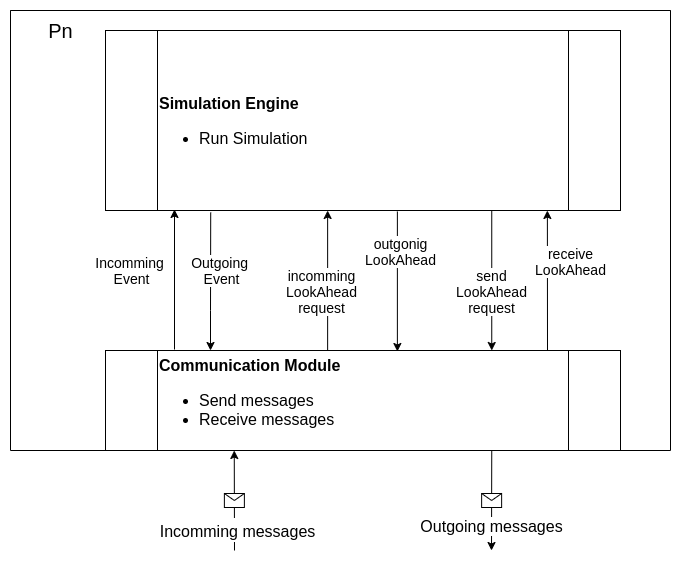 Pn
Simulation Engine
Run Simulation
Incomming
Event
Outgoing
Event
incomming
LookAhead
request
outgonig
LookAhead
send
LookAhead
request
receive
LookAhead
Communication Module
Send messages
Receive messages
Incomming messages
Outgoing messages